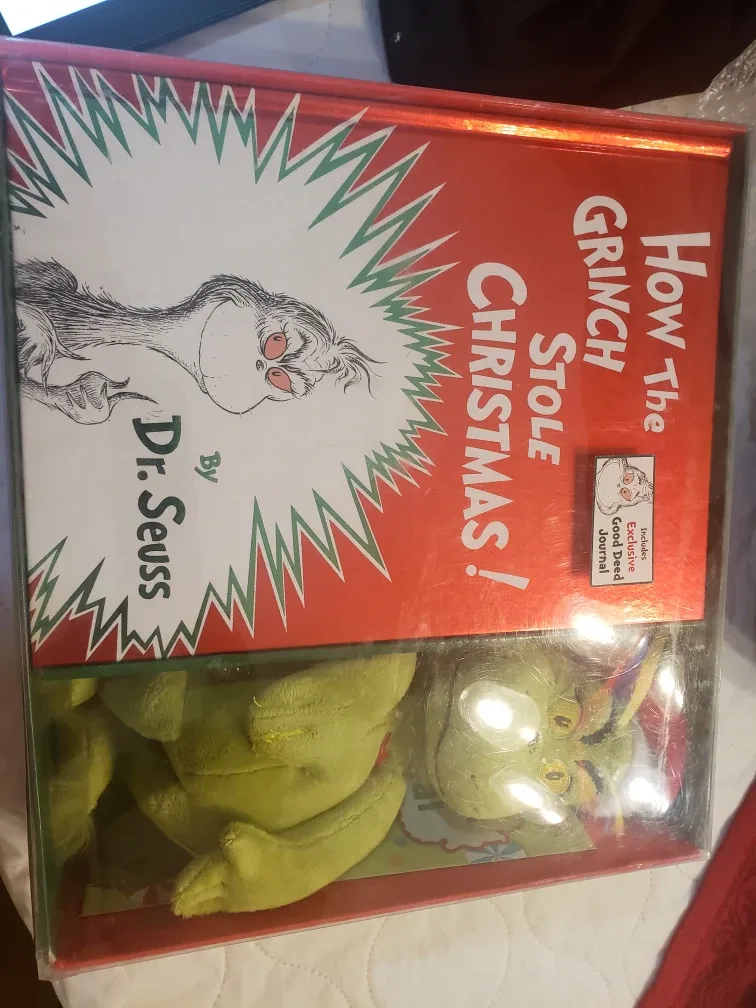 How The
GRINCH
STOLE
CHRISTMAS!
Includes
Exclusive
Good Deed
Journal
By
Dr. Seuss